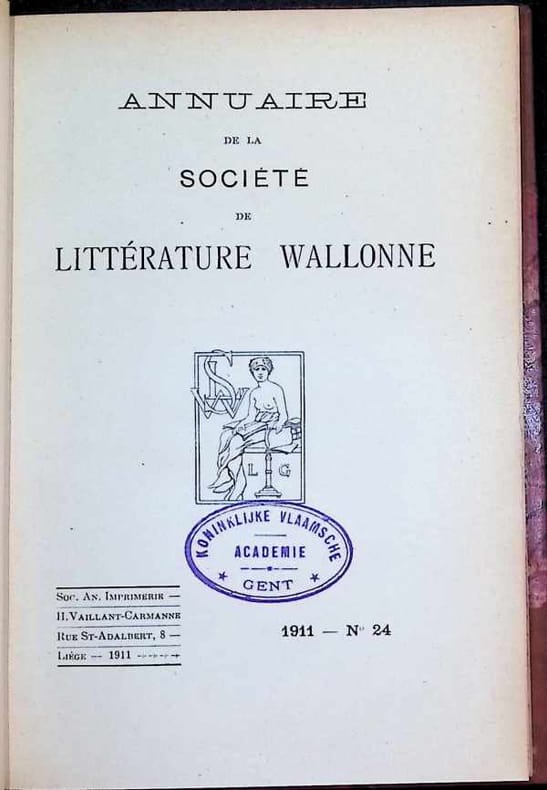 ANNUAIRE
DE LA
SOCIÉTÉ
DE
LITTÉRATURE WALLONNE
SLW
L G
KONINKLIJKE VLAAMSCHE
ACADEMIE
GENT
SOC. AN. IMPRIMERIE —
H. VAILLANT-CARMANNE
RUE ST-ADALBERT, 8 —
LIÉGE — 1911
1911 — No 24